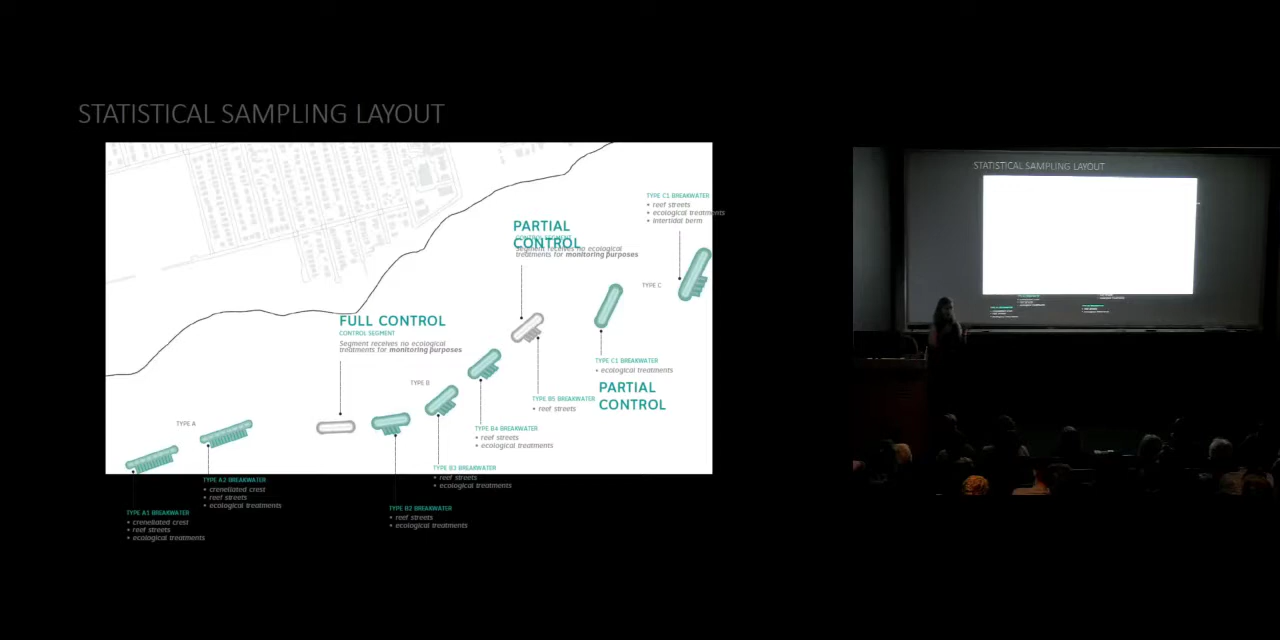 STATISTICAL SAMPLING LAYOUT
TYPE C1 BREAKWATER
• reef streets
• ecological treatments
• intertidal berm
PARTIAL
CONTROL
CONTROL SEGMENT
Segment receives no ecological
treatments for monitoring purposes
TYPE C
FULL CONTROL
CONTROL SEGMENT
Segment receives no ecological
treatments for monitoring purposes
TYPE C1 BREAKWATER
• ecological treatments
PARTIAL
CONTROL
TYPE B
TYPE B5 BREAKWATER
• reef streets
TYPE A
TYPE B4 BREAKWATER
• reef streets
• ecological treatments
TYPE B3 BREAKWATER
• reef streets
• ecological treatments
TYPE A2 BREAKWATER
• crenellated crest
• reef streets
• ecological treatments
TYPE B2 BREAKWATER
• reef streets
• ecological treatments
TYPE A1 BREAKWATER
• crenellated crest
• reef streets
• ecological treatments
STATISTICAL SAMPLING LAYOUT